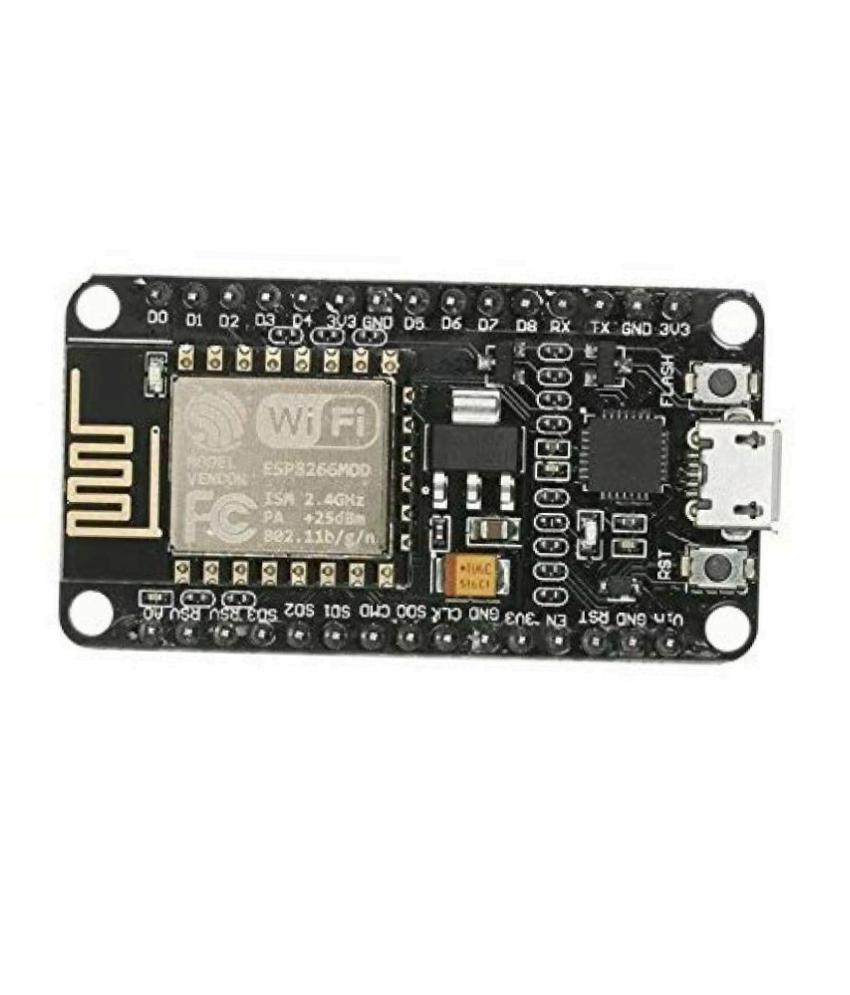 D0 D1 D2 D3 D4 3V3 GND D5 D6 D7 D8 RX TX GND 3V3
FLASH
WiFi
MODEL ESP8266MOD
VENDOR
ISM 2.4GHz
PA +25dBm
FC 802.11b/g/n
RST
A0 RSV RSV SD3 SD2 SD1 CMD SD0 CLK GND 3V3 EN RST GND Vin